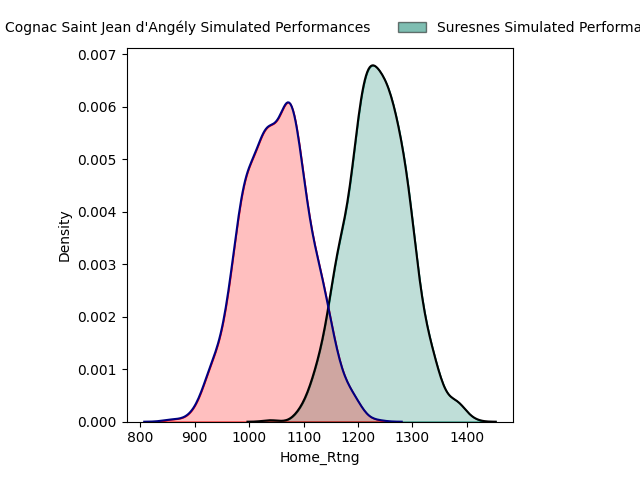 Cognac Saint Jean d'Angély Simulated Performances
Suresnes Simulated Performa
0.007
0.006
0.005
0.004
0.003
0.002
0.001
0.000
Density
800 900 1000 1100 1200 1300 1400
Home_Rtng